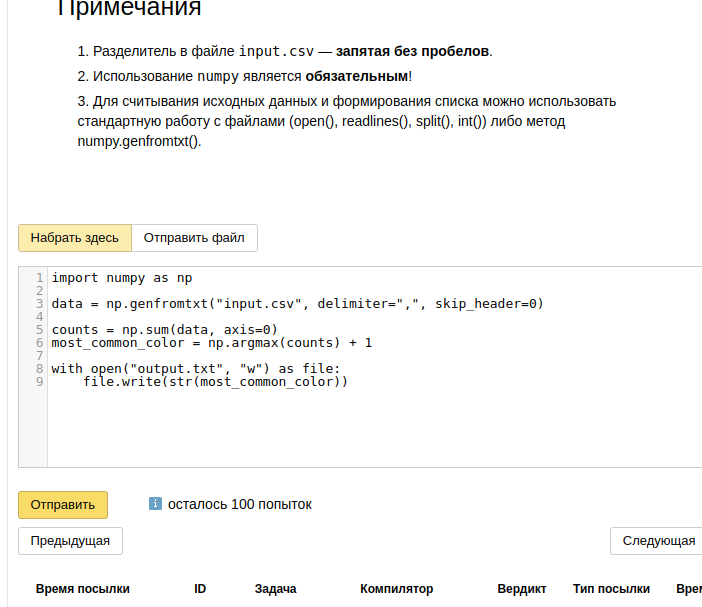 Примечания
1. Разделитель в файле input.csv — запятая без пробелов.
2. Использование numpy является обязательным!
3. Для считывания исходных данных и формирования списка можно использовать
стандартную работу с файлами (open(), readlines(), split(), int()) либо метод
numpy.genfromtxt().
Набрать здесь Отправить файл
1 import numpy as np
2
3 data = np.genfromtxt("input.csv", delimiter=",", skip_header=0)
4
5 counts = np.sum(data, axis=0)
6 most_common_color = np.argmax(counts) + 1
7
8 with open("output.txt", "w") as file:
9     file.write(str(most_common_color))
Отправить i осталось 100 попыток
Предыдущая Следующая
Время посылки ID Задача Компилятор Вердикт Тип посылки Врем